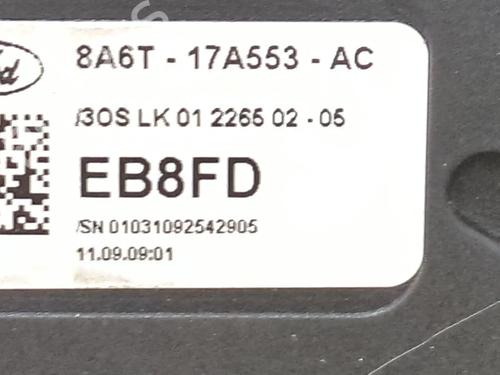 8A6T - 17A553 - AC
/3OS LK 01 2265 02 - 05
EB8FD
/SN 01031092542905
11.09.09:01